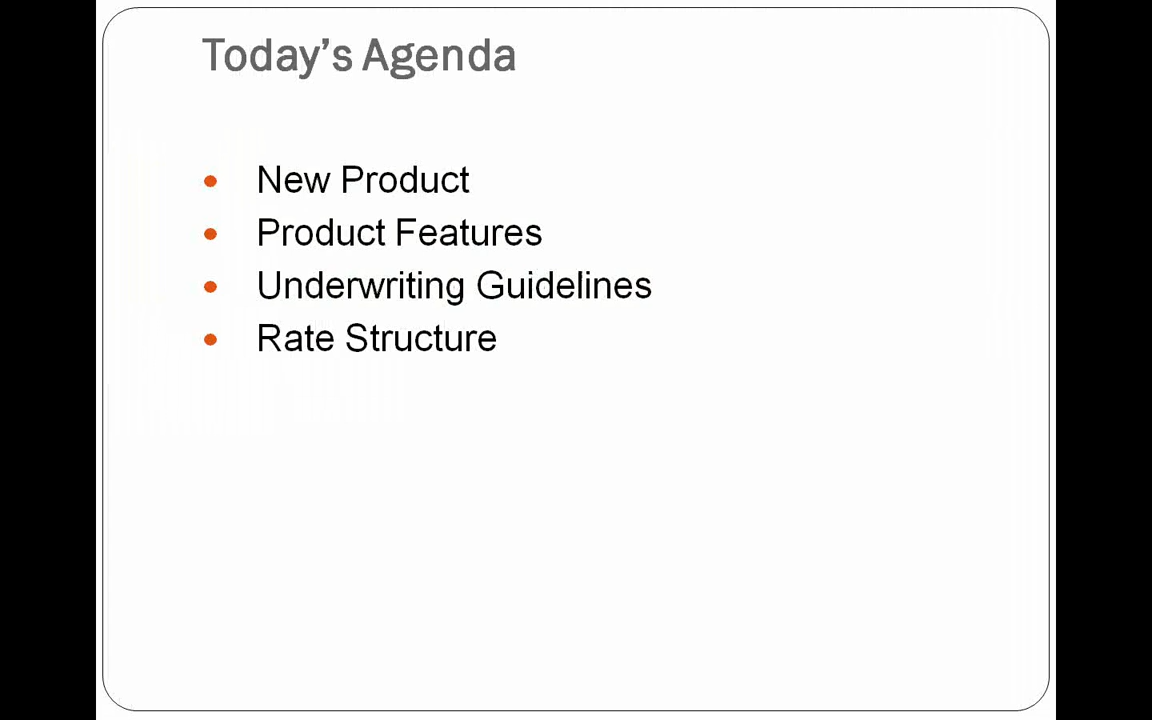 Today’s Agenda
• New Product
• Product Features
• Underwriting Guidelines
• Rate Structure